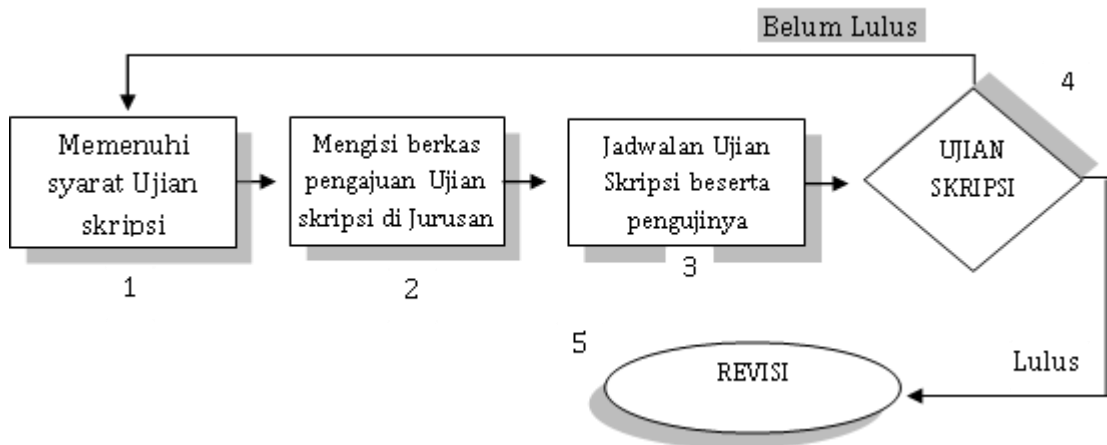 Belum Lulus
4
Memenuhi
syarat Ujian
skripsi
1
Mengisi berkas
pengajuan Ujian
skripsi di Jurusan
2
Jadwalan Ujian
Skripsi beserta
pengujinya
3
UJIAN
SKRIPSI
5
REVISI
Lulus